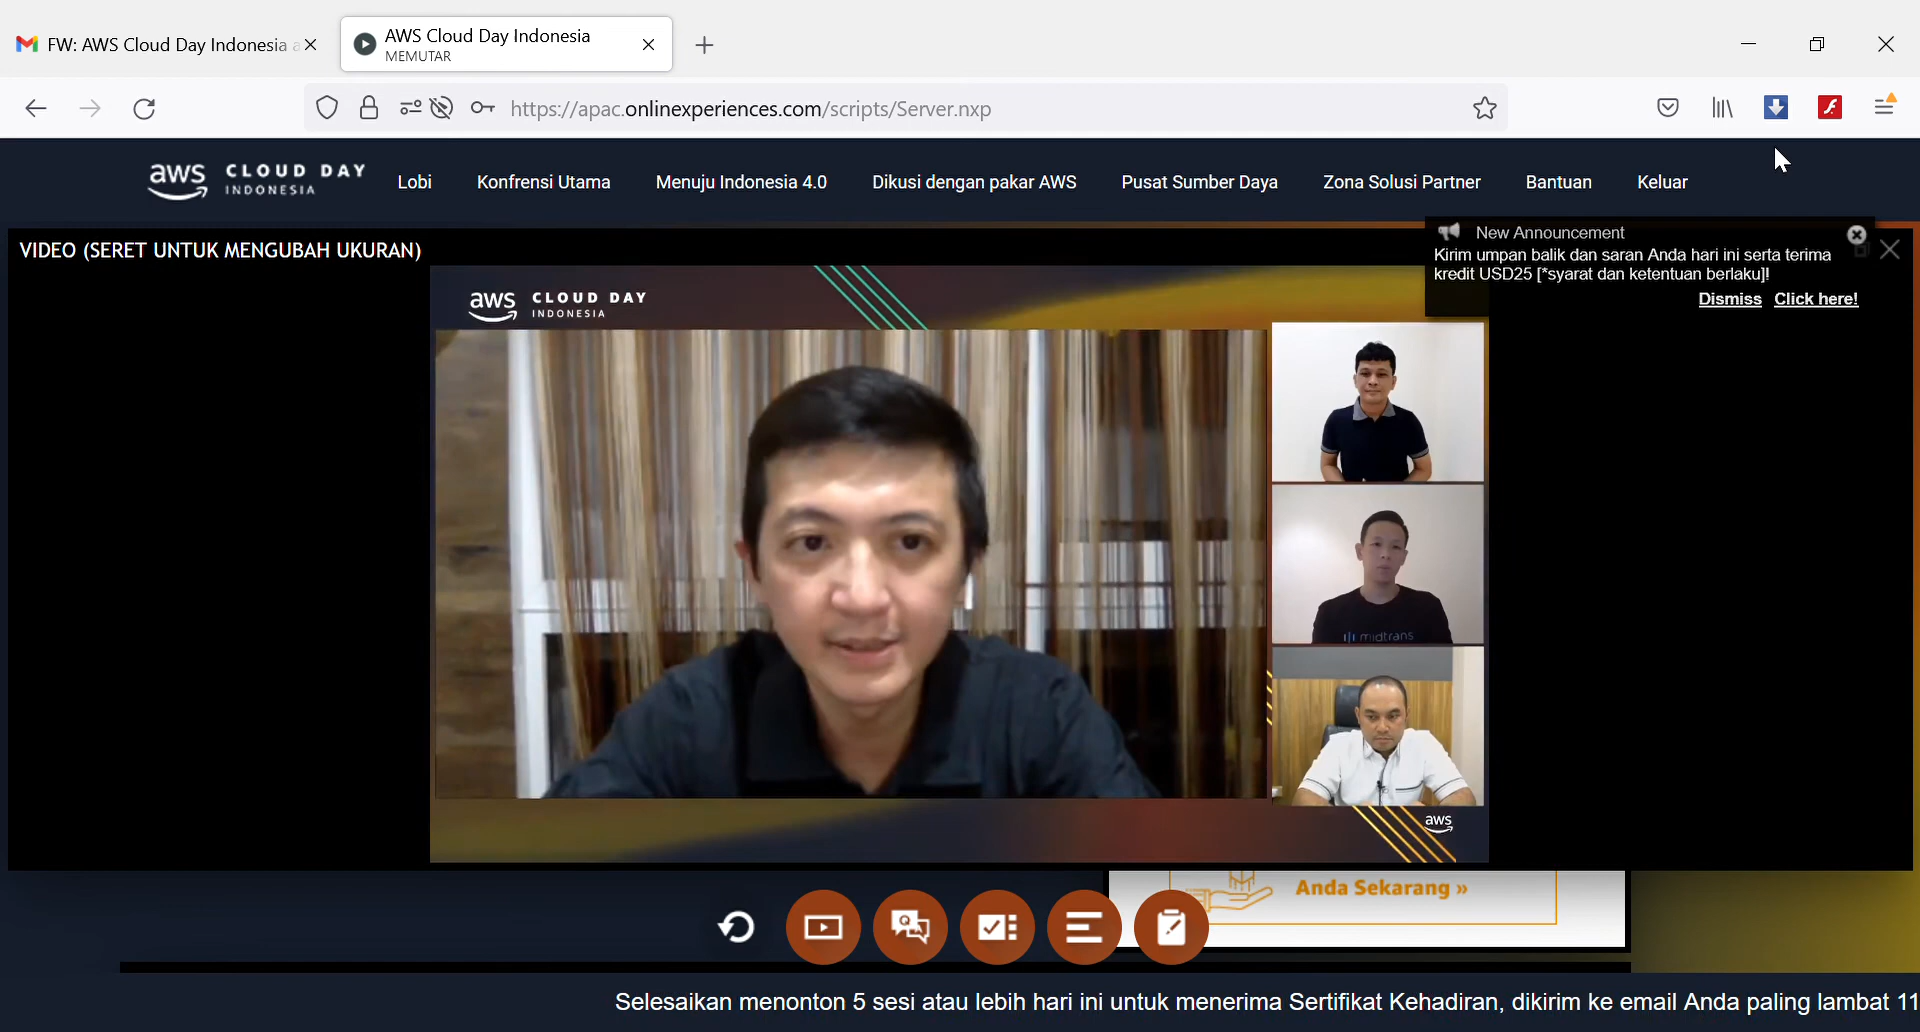 FW: AWS Cloud Day Indonesia a
AWS Cloud Day Indonesia
MEMUTAR
https://apac.onlinexperiences.com/scripts/Server.nxp
aws CLOUD DAY
INDONESIA
Lobi
Konfrensi Utama
Menuju Indonesia 4.0
Dikusi dengan pakar AWS
Pusat Sumber Daya
Zona Solusi Partner
Bantuan
Keluar
New Announcement
Kirim umpan balik dan saran Anda hari ini serta terima
kredit USD25 [*syarat dan ketentuan berlaku]!
Dismiss Click here!
VIDEO (SERET UNTUK MENGUBAH UKURAN)
aws CLOUD DAY
INDONESIA
midtrans
aws
Anda Sekarang »
Q A
Selesaikan menonton 5 sesi atau lebih hari ini untuk menerima Sertifikat Kehadiran, dikirim ke email Anda paling lambat 11